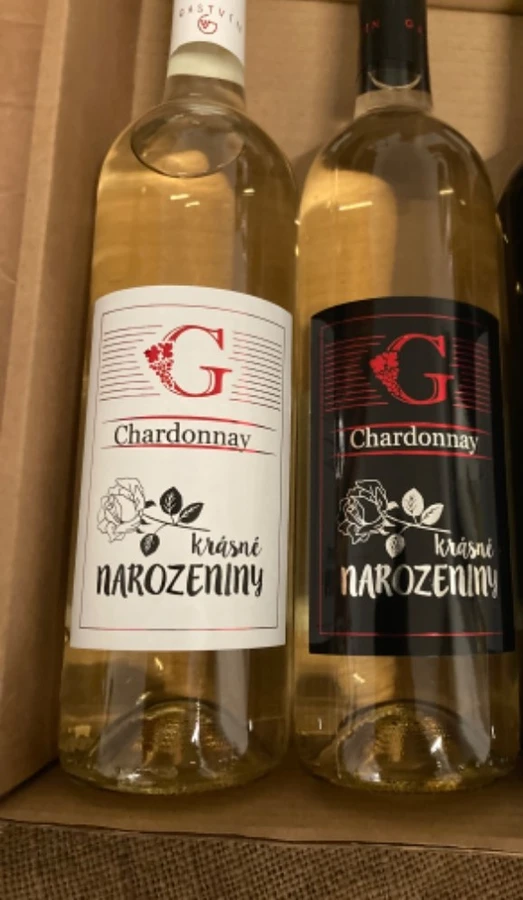 G
Chardonnay
krásné
NAROZENINY
G
Chardonnay
krásné
NAROZENINY